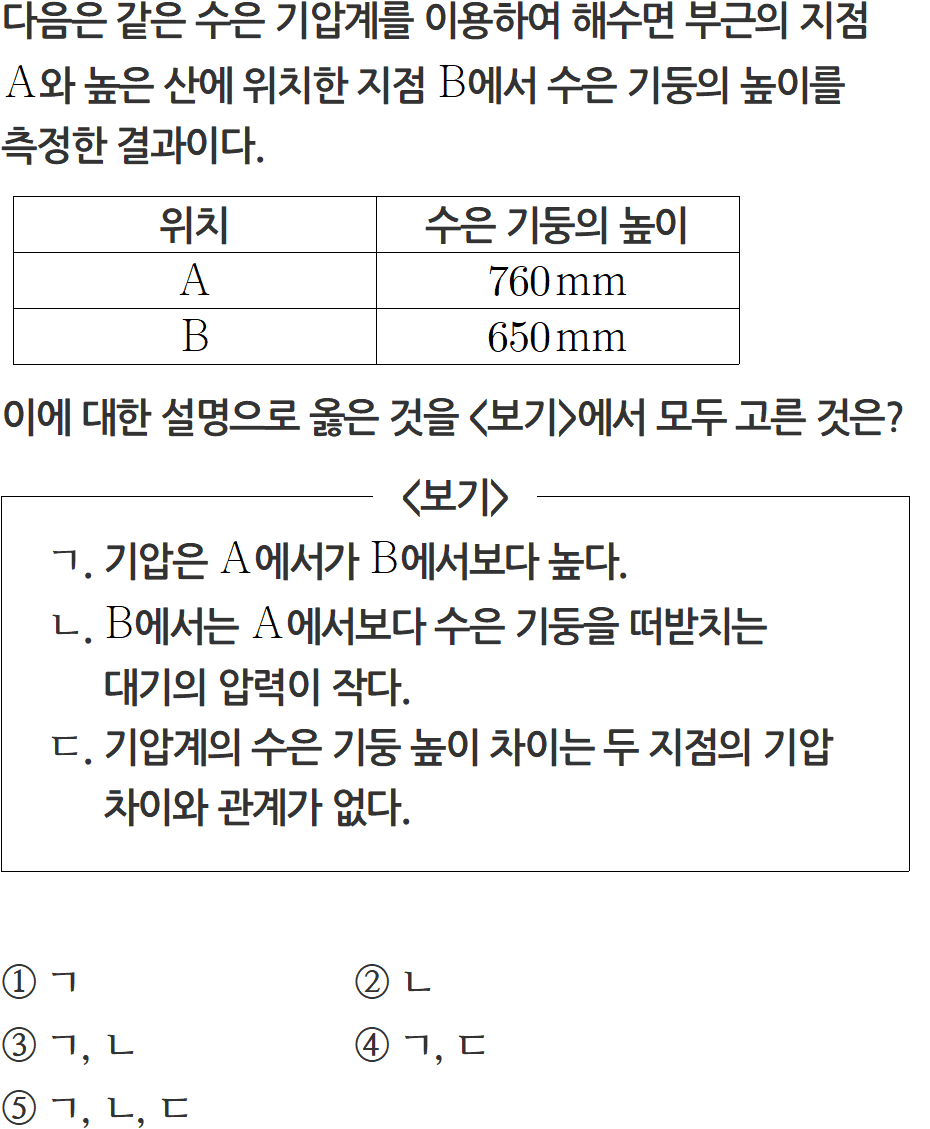 다음은 같은 수은 기압계를 이용하여 해수면 부근의 지점
A와 높은 산에 위치한 지점 B에서 수은 기둥의 높이를
측정한 결과이다.
위치 수은 기둥의 높이
A 760mm
B 650mm
이에 대한 설명으로 옳은 것을 <보기>에서 모두 고른 것은?
<보기>
ㄱ. 기압은 A에서가 B에서보다 높다.
ㄴ. B에서는 A에서보다 수은 기둥을 떠받치는
대기의 압력이 작다.
ㄷ. 기압계의 수은 기둥 높이 차이는 두 지점의 기압
차이와 관계가 없다.
① ㄱ ② ㄴ
③ ㄱ, ㄴ ④ ㄱ, ㄷ
⑤ ㄱ, ㄴ, ㄷ